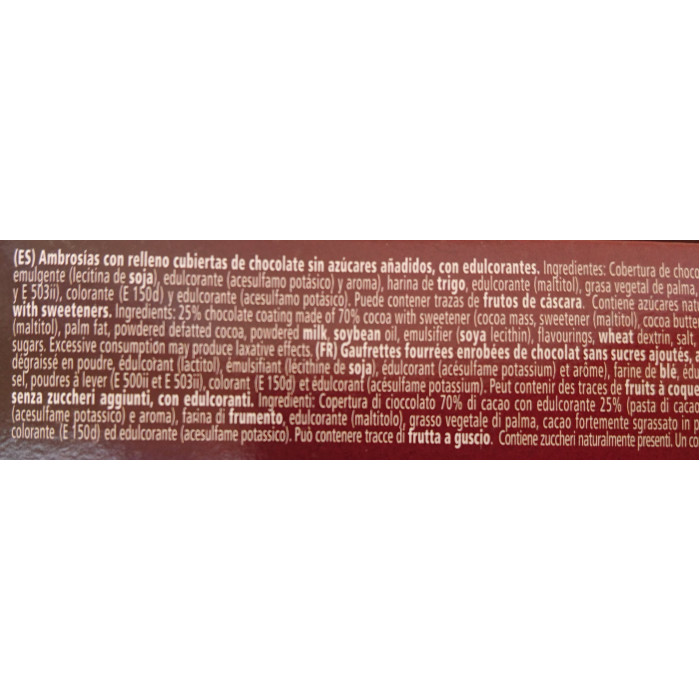 (ES) Ambrosías con relleno cubiertas de chocolate sin azúcares añadidos, con edulcorantes. Ingredientes: Cobertura de choco
emulgente (lecitina de soja), edulcorante (acesulfamo potásico y aroma), harina de trigo, edulcorante (maltitol), grasa vegetal de palma,
y E 503ii), colorante (E 150d) y edulcorante (acesulfamo potásico). Puede contener trazas de frutos de cáscara. Contiene azúcares na
with sweeteners. Ingredients: 25% chocolate coating made of 70% cocoa with sweetener (cocoa mass, sweetener (maltitol), cocoa butt
(maltitol), palm fat, powdered defatted cocoa, powdered milk, soybean oil, emulsifier (soya lecithin), flavourings, wheat dextrin, salt,
sugars. Excessive consumption may produce laxative effects. (FR) Gaufrettes fourrées enrobées de chocolat sans sucres ajoutés,
dégraissé en poudre, édulcorant (lactitol), émulsifiant (lécithine de soja), édulcorant (acésulfame potassium) et arôme), farine de blé, édu
sel, poudres à lever (E 500ii et E 503ii), colorant (E 150d) et édulcorant (acésulfame potassium). Peut contenir des traces de fruits à coqu
senza zuccheri aggiunti, con edulcoranti. Ingredienti: Copertura di cioccolato 70% di cacao con edulcorante 25% (pasta di caca
(acesulfame potassico) e aroma), farina di frumento, edulcorante (maltitolo), grasso vegetale di palma, cacao fortemente sgrassato in p
colorante (E 150d) ed edulcorante (acesulfame potassico). Può contenere tracce di frutta a guscio. Contiene zuccheri naturalmente presenti. Un co